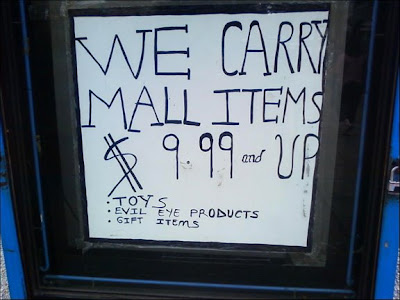 WE CARRY
MALL ITEMS
$ 9.99 and UP
• TOYS
• EVIL EYE PRODUCTS
• GIFT ITEMS